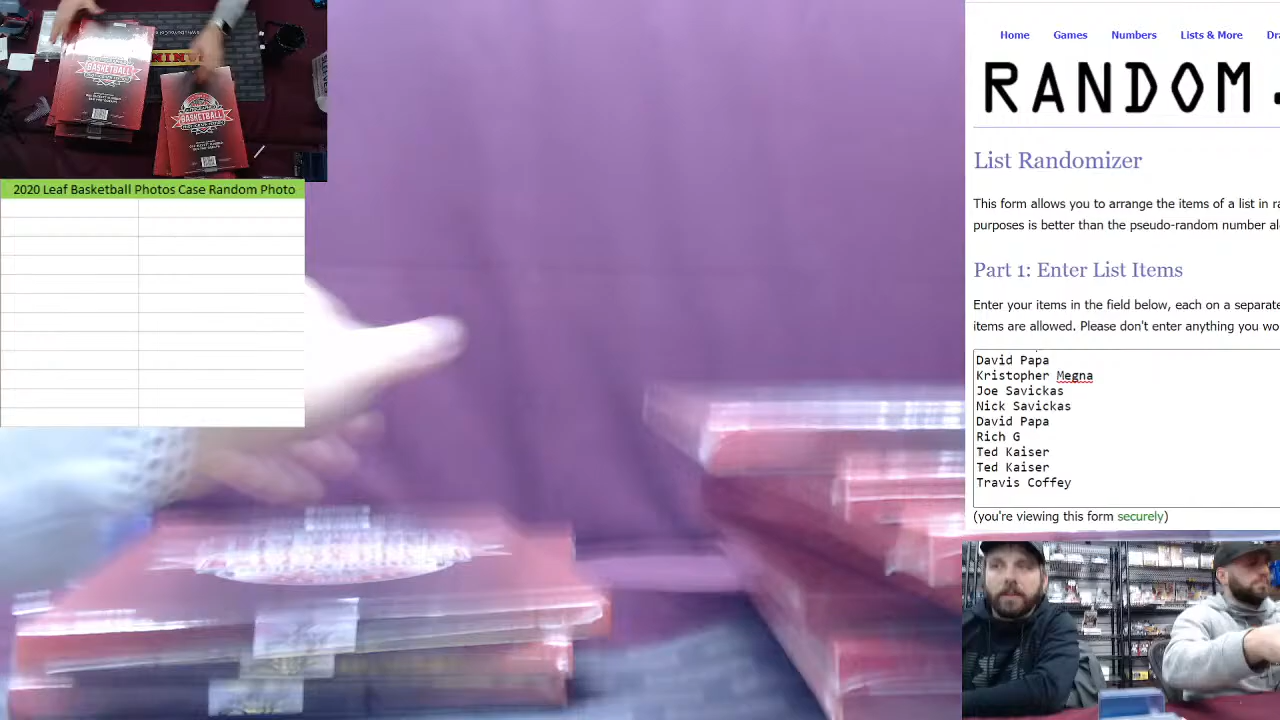 BASKETBALL
BASKETBALL
2020 Leaf Basketball Photos Case Random Photo
Home Games Numbers Lists & More
RANDOM.
List Randomizer
This form allows you to arrange the items of a list in
purposes is better than the pseudo-random number
Part 1: Enter List Items
Enter your items in the field below, each on a separate
items are allowed. Please don't enter anything you
David Papa
Kristopher Megna
Joe Savickas
Nick Savickas
David Papa
Rich G
Ted Kaiser
Ted Kaiser
Travis Coffey
(you're viewing this form securely)